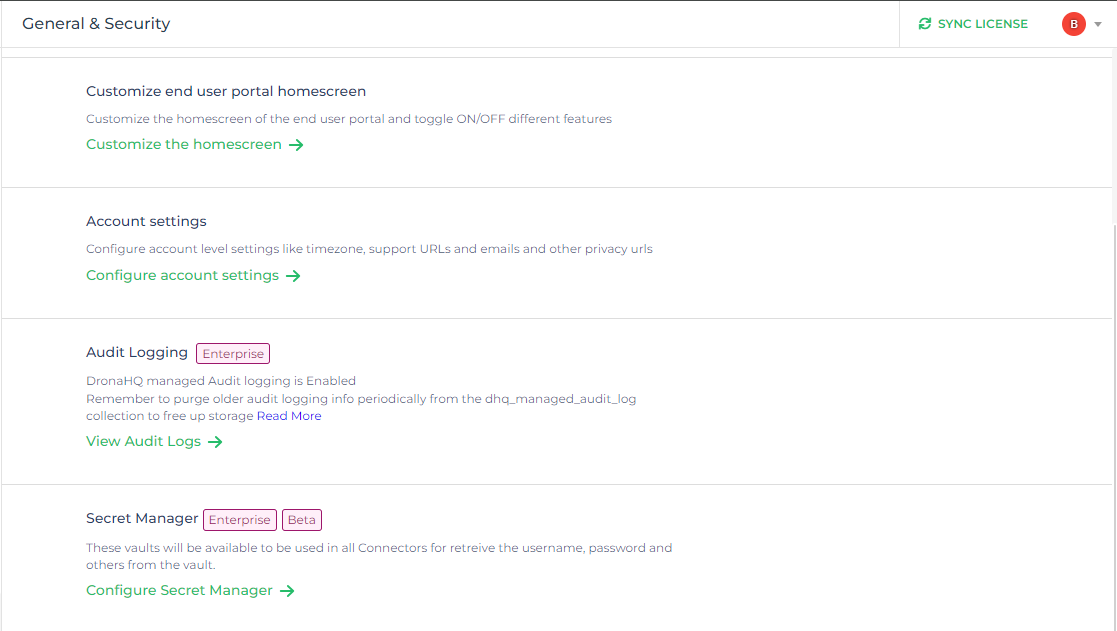 General & Security
SYNC LICENSE
B
Customize end user portal homescreen
Customize the homescreen of the end user portal and toggle ON/OFF different features
Customize the homescreen
Account settings
Configure account level settings like timezone, support URLs and emails and other privacy urls
Configure account settings
Audit Logging Enterprise
DronaHQ managed Audit logging is Enabled
Remember to purge older audit logging info periodically from the dhq_managed_audit_log
collection to free up storage Read More
View Audit Logs
Secret Manager Enterprise Beta
These vaults will be available to be used in all Connectors for retreive the username, password and
others from the vault.
Configure Secret Manager